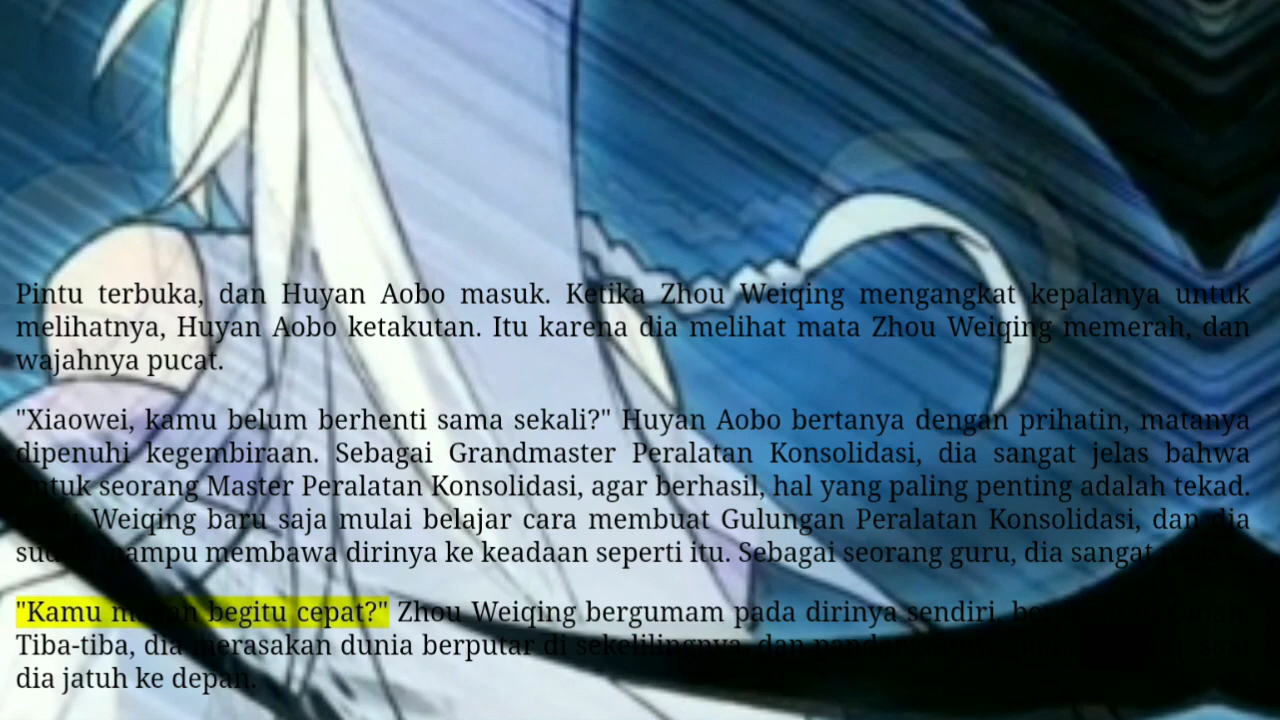 Pintu terbuka, dan Huyan Aobo masuk. Ketika Zhou Weiqing mengangkat kepalanya untuk
melihatnya, Huyan Aobo ketakutan. Itu karena dia melihat mata Zhou Weiqing memerah, dan
wajahnya pucat.
"Xiaowei, kamu belum berhenti sama sekali?" Huyan Aobo bertanya dengan prihatin, matanya
dipenuhi kegembiraan. Sebagai Grandmaster Peralatan Konsolidasi, dia sangat jelas bahwa
untuk seorang Master Peralatan Konsolidasi, agar berhasil, hal yang paling penting adalah tekad.
Weiqing baru saja mulai belajar cara membuat Gulungan Peralatan Konsolidasi, dan dia
mampu membawa dirinya ke keadaan seperti itu. Sebagai seorang guru, dia sangat
"Kamu begitu cepat?" Zhou Weiqing bergumam pada dirinya sendiri,
Tiba-tiba, dia merasakan dunia berputar di sekelilingnya, dan
dia jatuh ke depan.